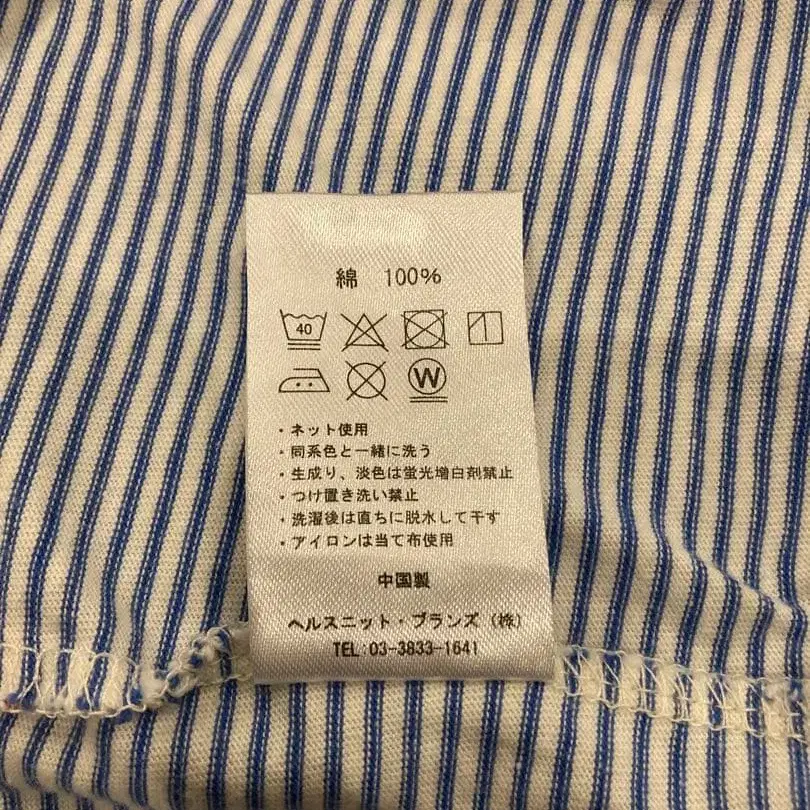 綿 100%
40
W
・ネット使用
・同系色と一緒に洗う
・生成り、淡色は蛍光増白剤禁止
・つけ置き洗い禁止
・洗濯後は直ちに脱水して干す
・アイロンは当て布使用
中国製
ヘルスニット・ブランズ(株)
TEL:03-3833-1641